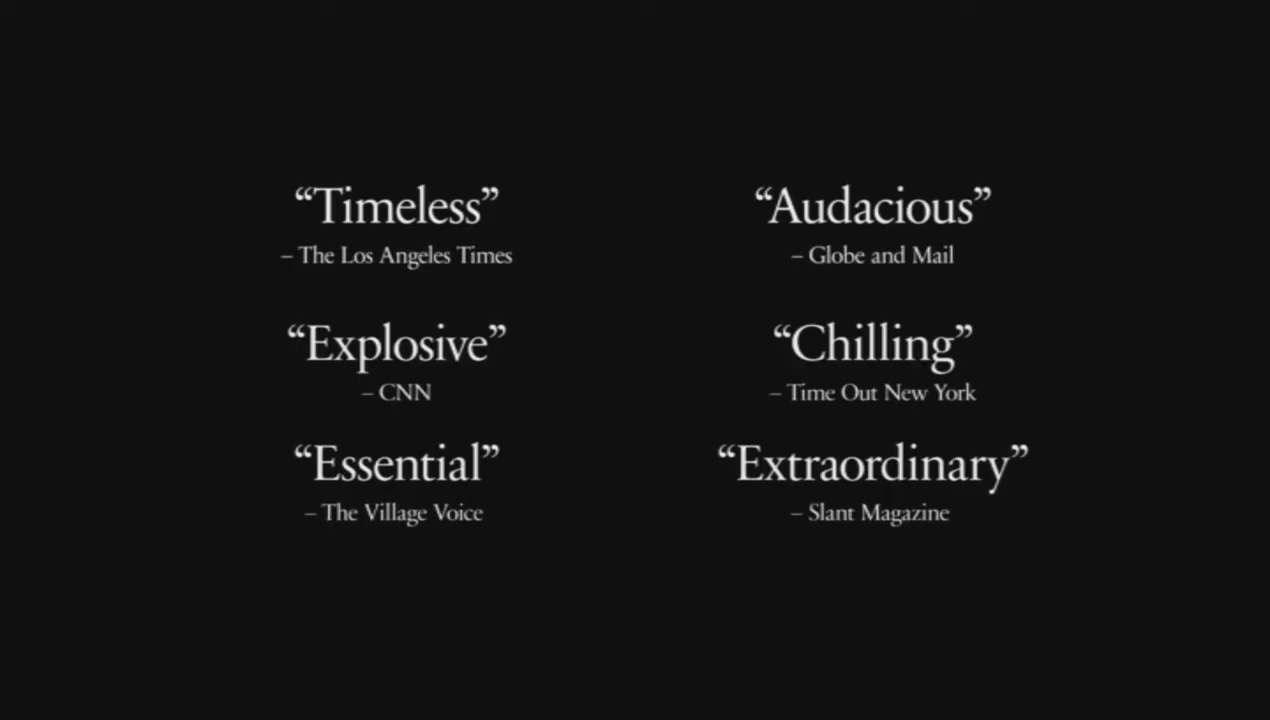 “Timeless”
– The Los Angeles Times
“Audacious”
– Globe and Mail
“Explosive”
– CNN
“Chilling”
– Time Out New York
“Essential”
– The Village Voice
“Extraordinary”
– Slant Magazine